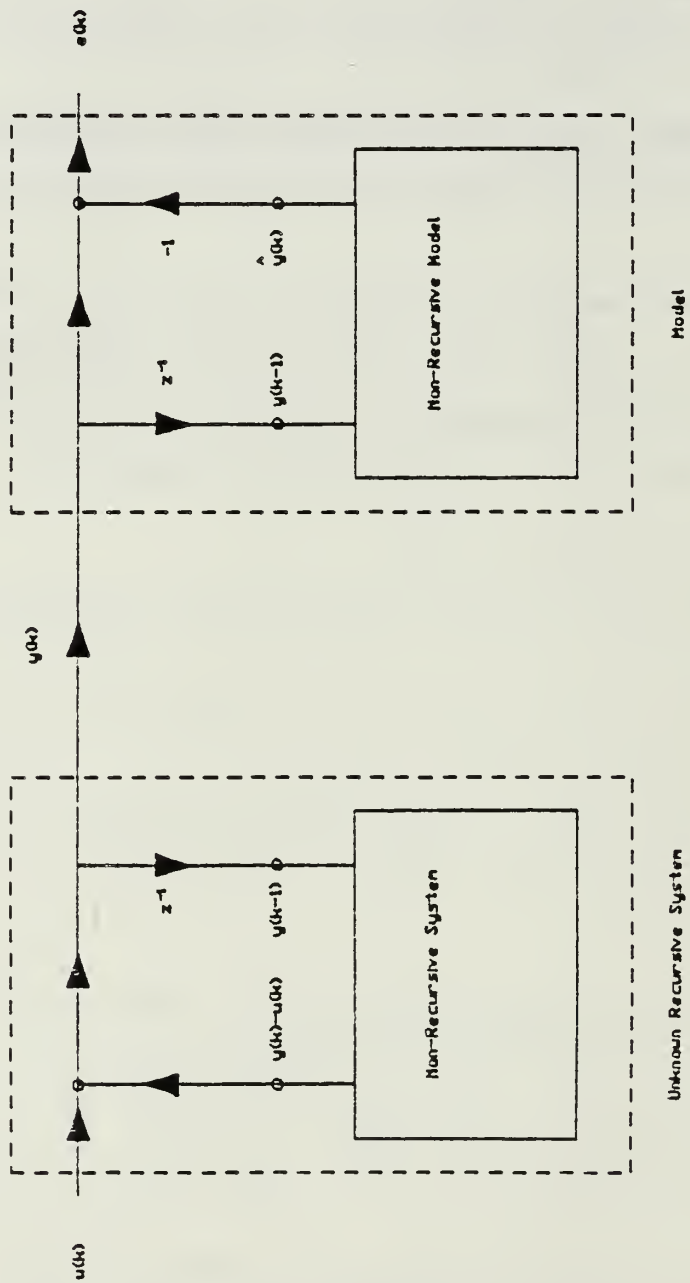 u(k)
y(k)
e(k)
z⁻¹
y(k)-u(k)
y(k-1)
Non-Recursive System
Unknown Recursive System
z⁻¹
-1
y(k-1)
^
y(k)
Non-Recursive Model
Model